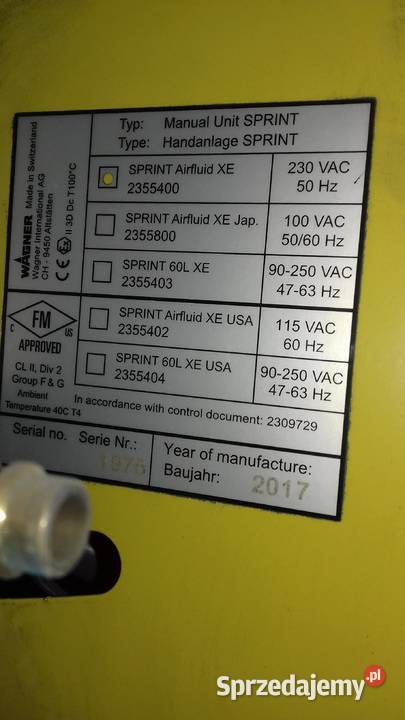 Typ: Manual Unit SPRINT
Type: Handanlage SPRINT
WAGNER Made in Switzerland
Wagner International AG
CH - 9450 Altstätten
CE Ex II 3D Dc T100°C
SPRINT Airfluid XE
2355400
230 VAC
50 Hz
SPRINT Airfluid XE Jap.
2355800
100 VAC
50/60 Hz
SPRINT 60L XE
2355403
90-250 VAC
47-63 Hz
C FM US
APPROVED
CL II, Div 2
Group F & G
Ambient
Temperature 40C T4
SPRINT Airfluid XE USA
2355402
115 VAC
60 Hz
SPRINT 60L XE USA
2355404
90-250 VAC
47-63 Hz
In accordance with control document: 2309729
Serial no. Serie Nr.:
1975
Year of manufacture:
Baujahr: 2017
Sprzedajemy.pl